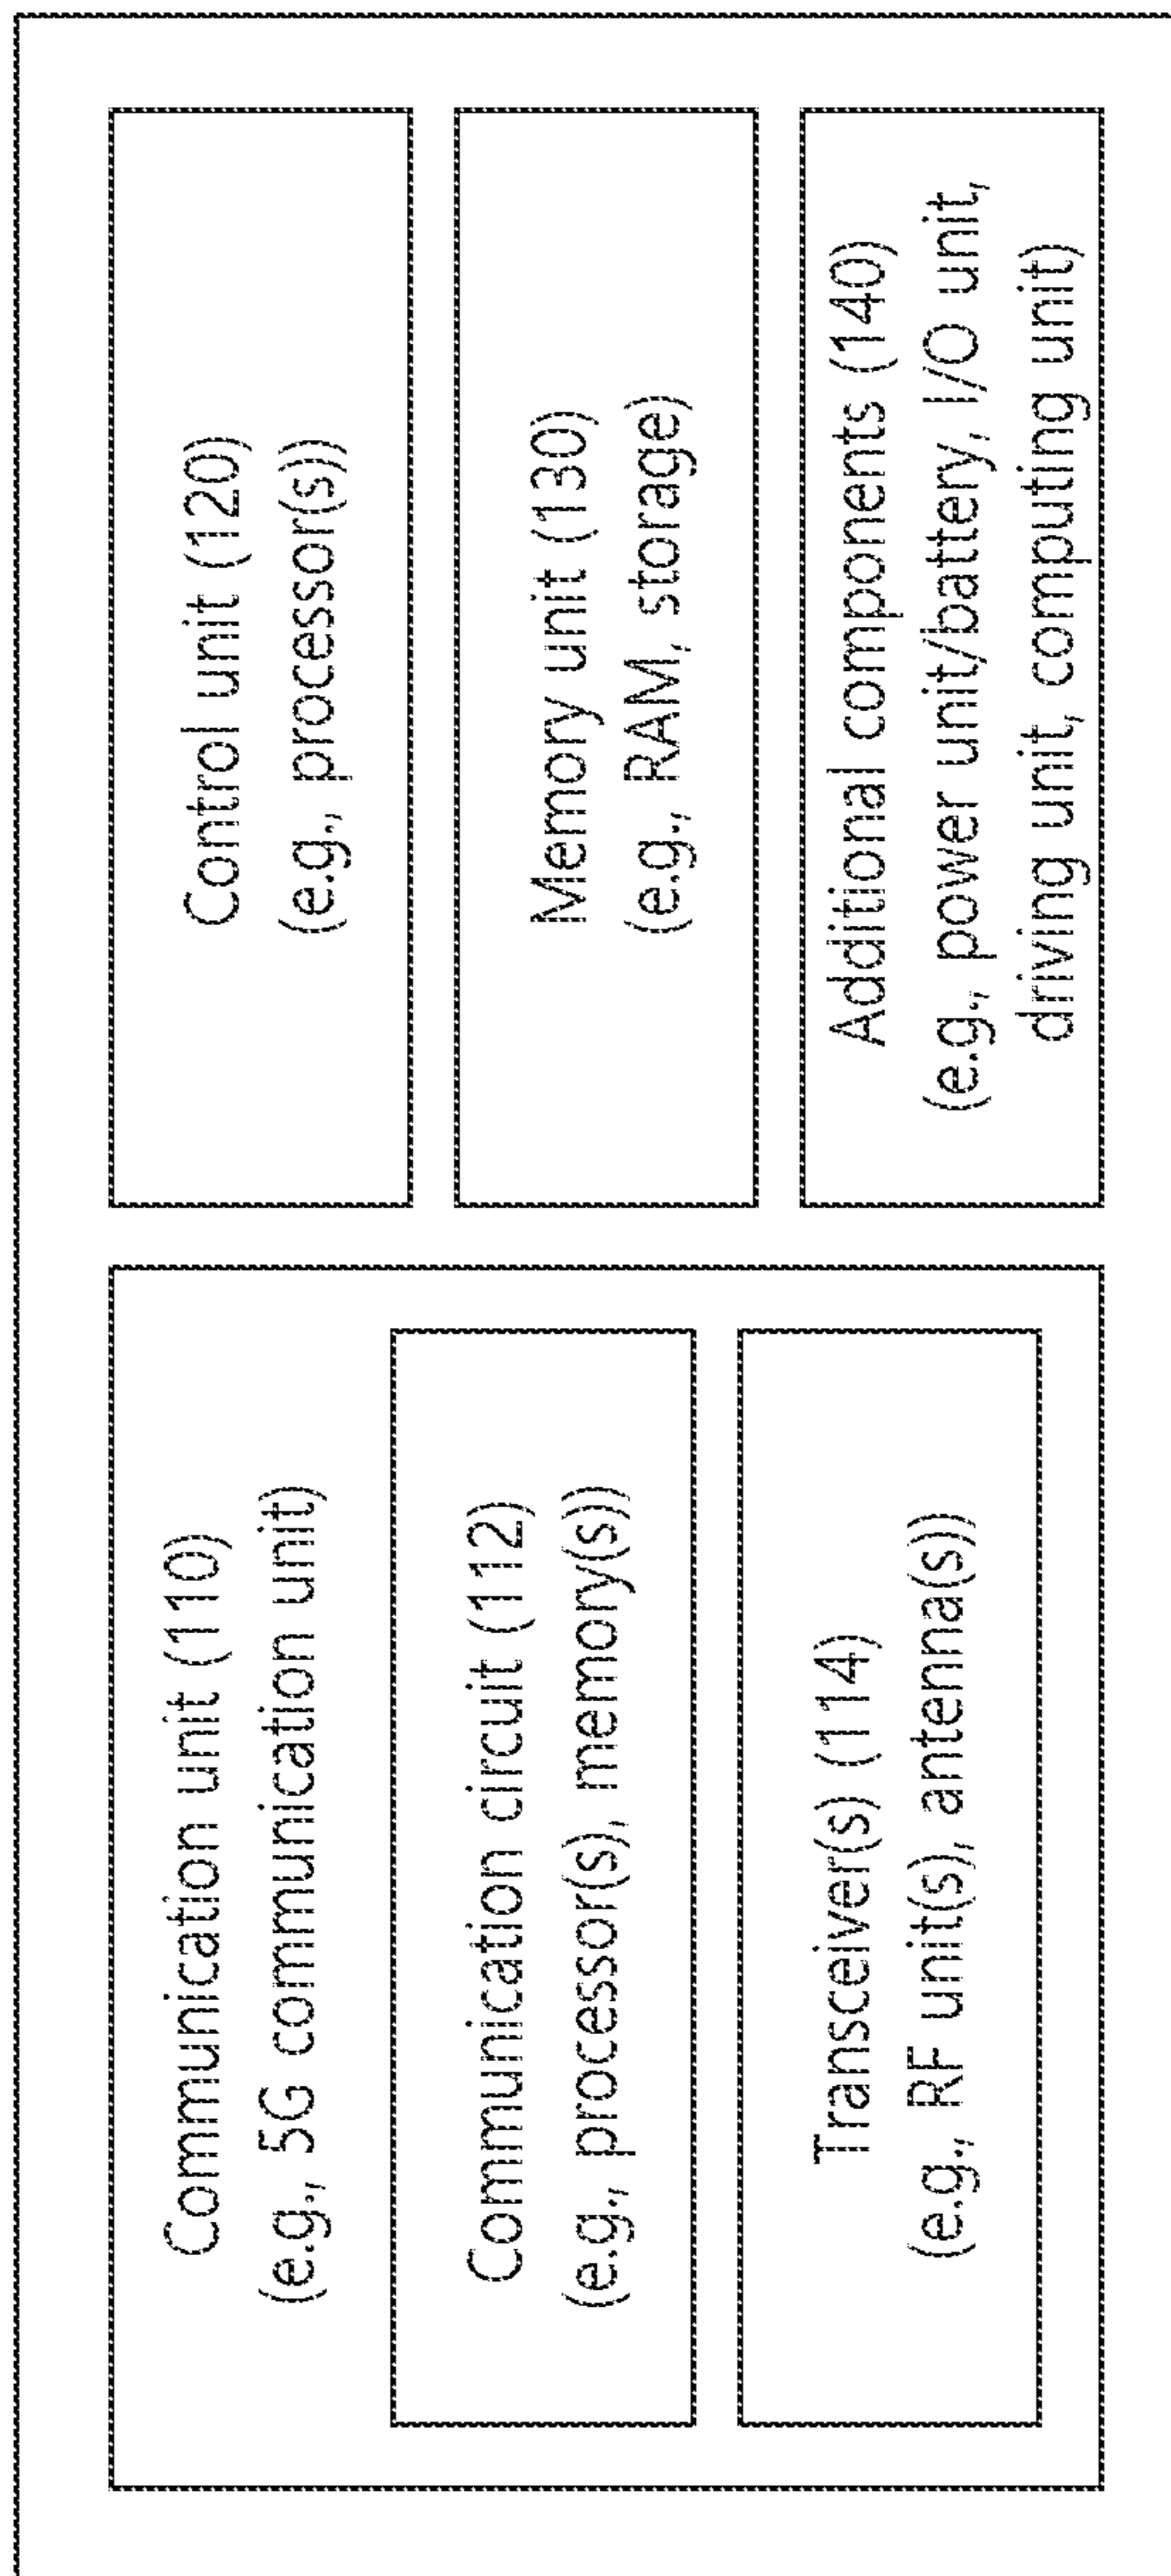 Communication unit (110)
(e.g., 5G communication unit)
Communication circuit (112)
(e.g., processor(s), memory(s))
Transceiver(s) (114)
(e.g., RF unit(s), antenna(s))
Control unit (120)
(e.g., processor(s))
Memory unit (130)
(e.g., RAM, storage)
Additional components (140)
(e.g., power unit/battery, I/O unit,
driving unit, computing unit)